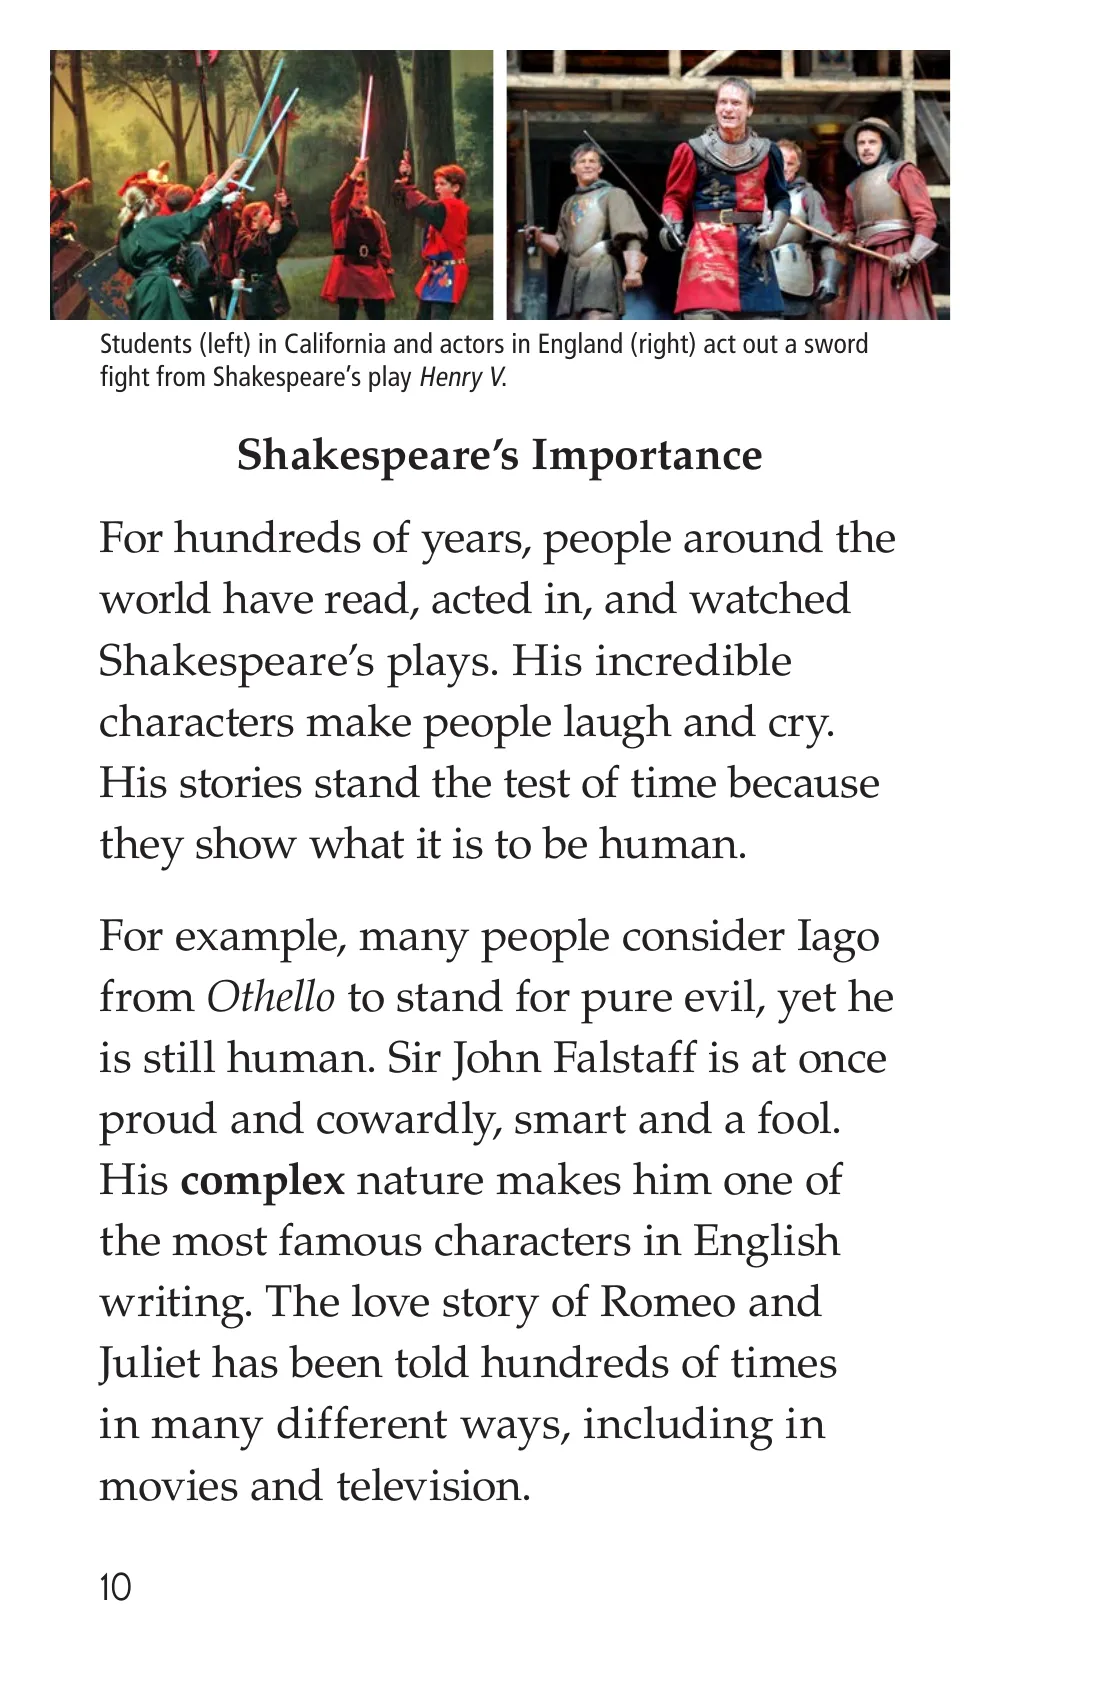 Students (left) in California and actors in England (right) act out a sword
fight from Shakespeare’s play Henry V.
Shakespeare’s Importance
For hundreds of years, people around the
world have read, acted in, and watched
Shakespeare’s plays. His incredible
characters make people laugh and cry.
His stories stand the test of time because
they show what it is to be human.
For example, many people consider Iago
from Othello to stand for pure evil, yet he
is still human. Sir John Falstaff is at once
proud and cowardly, smart and a fool.
His complex nature makes him one of
the most famous characters in English
writing. The love story of Romeo and
Juliet has been told hundreds of times
in many different ways, including in
movies and television.
10